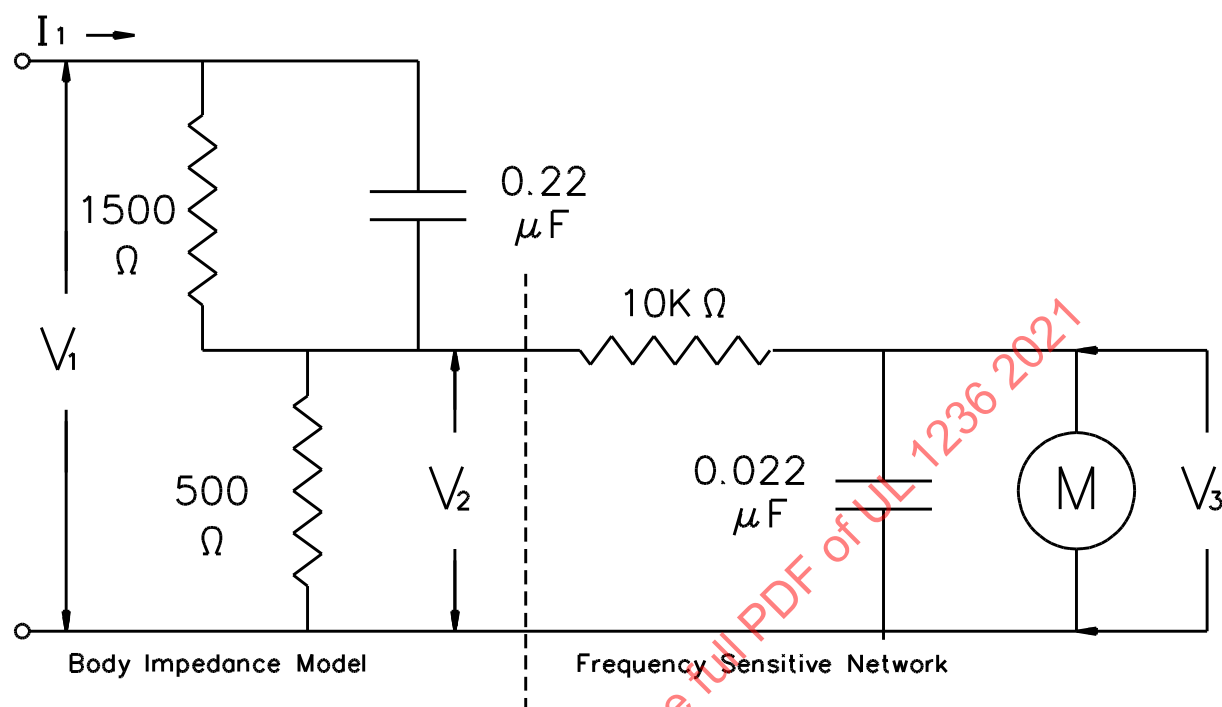 I1
1500
Ω
0.22
μF
10K Ω
V1
500
Ω
V2
0.022
μF
M
V3
Body Impedance Model
Frequency Sensitive Network
full PDF of UL 1236 2021